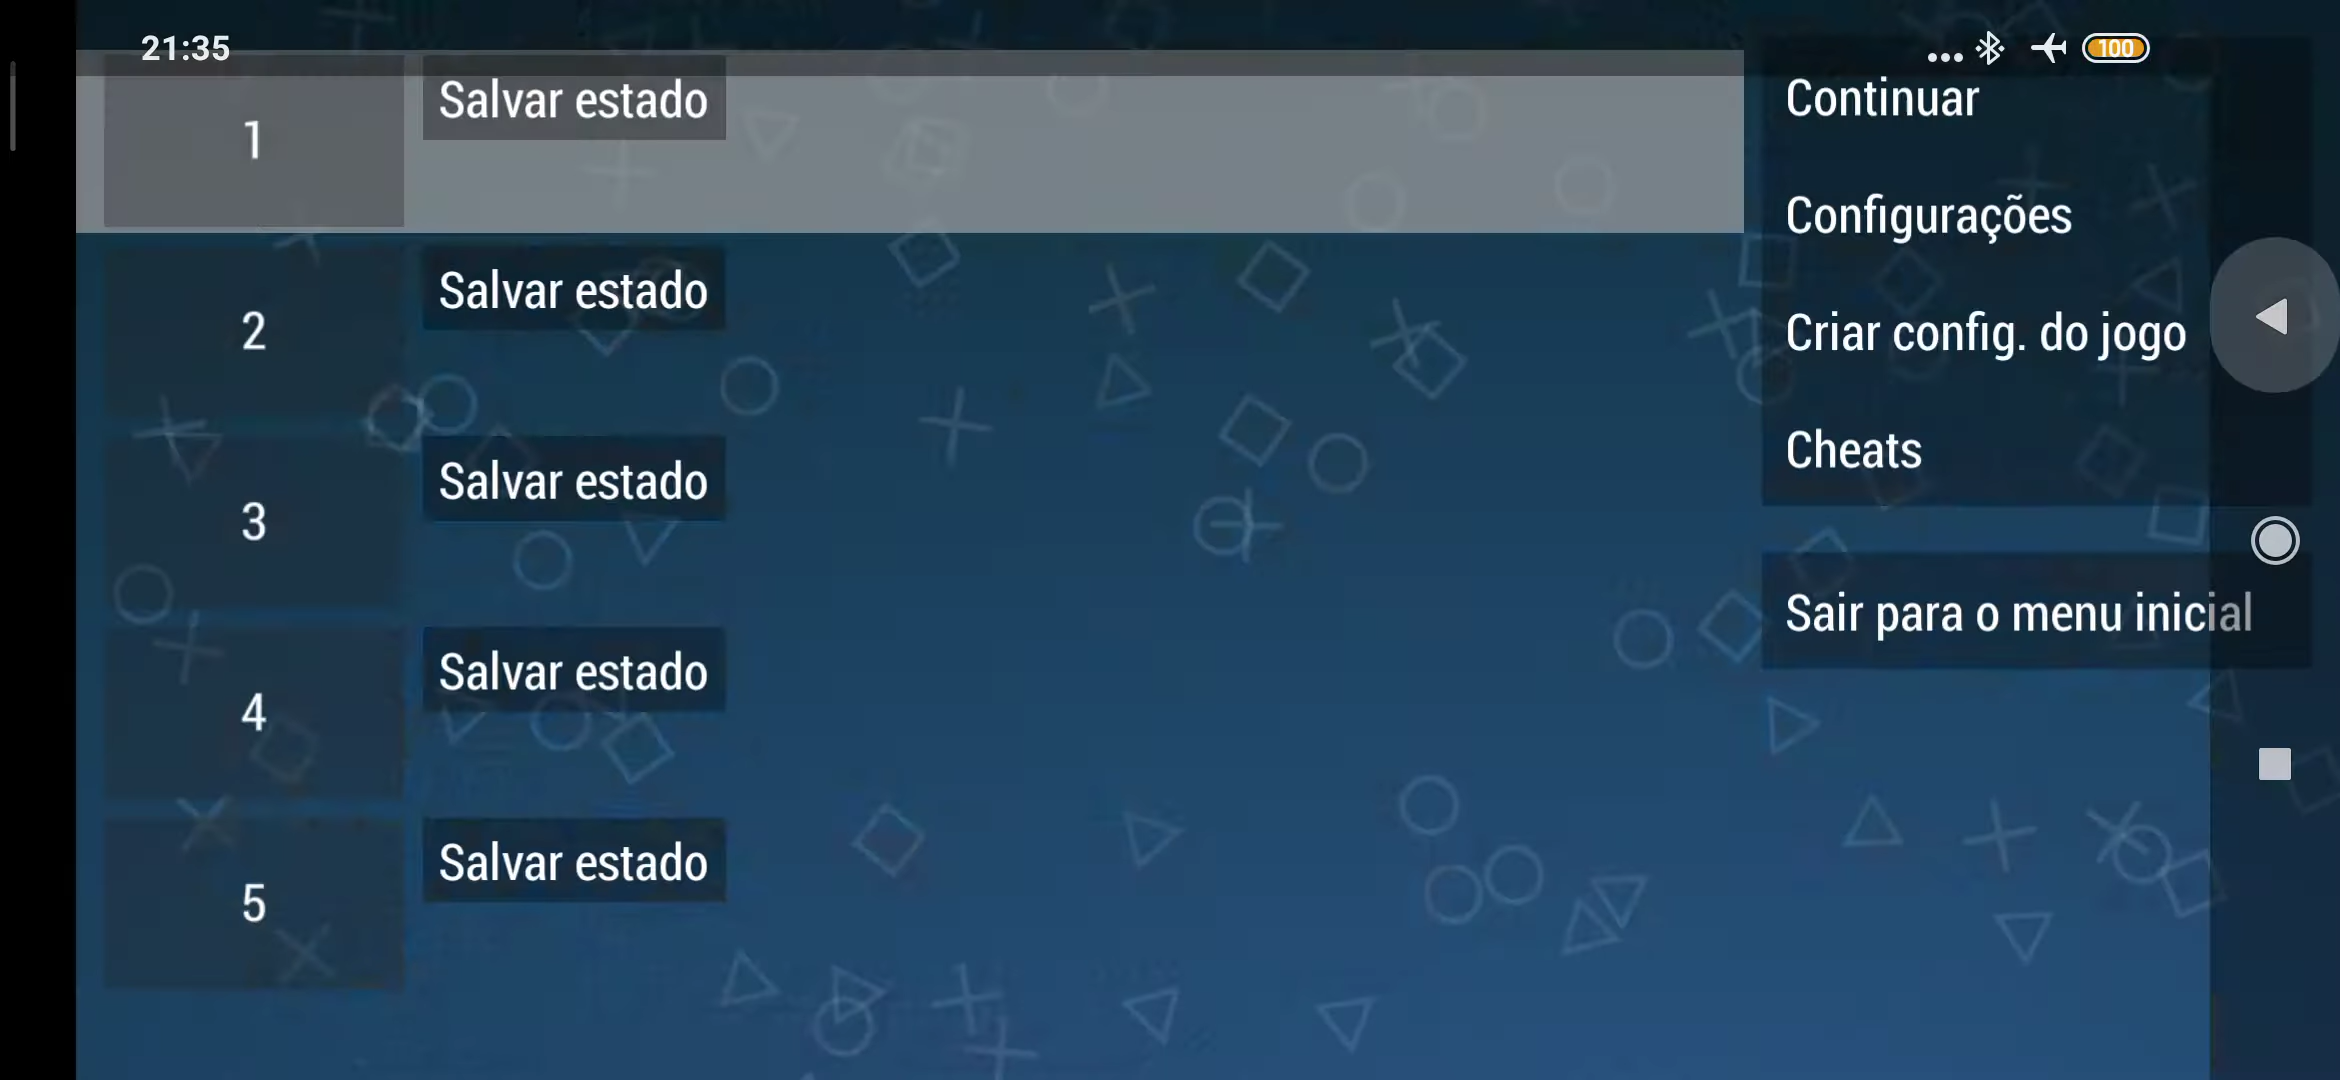 21:35
100
1
Salvar estado
2
Salvar estado
3
Salvar estado
4
Salvar estado
5
Salvar estado
Continuar
Configurações
Criar config. do jogo
Cheats
Sair para o menu inicial